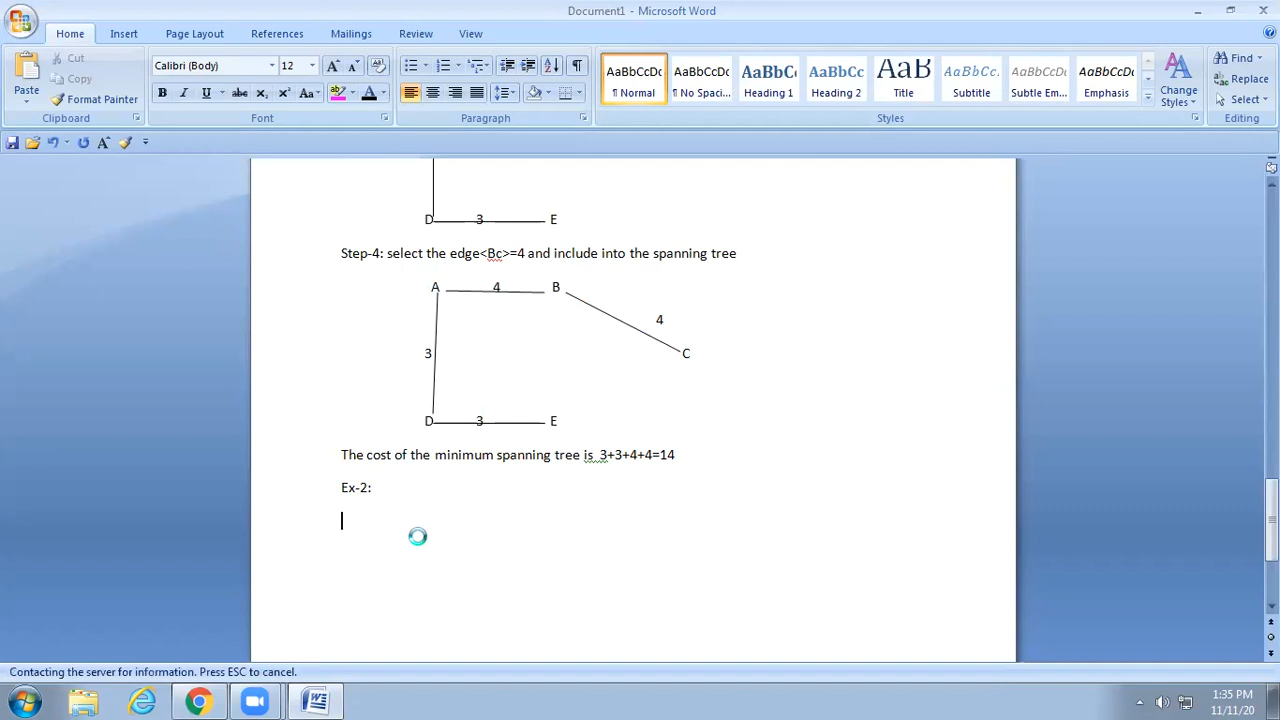 Document1 - Microsoft Word
Home Insert Page Layout References Mailings Review View
Paste
Cut
Copy
Format Painter
Clipboard
Calibri (Body) 12
Font
Paragraph
AaBbCcDc AaBbCcDc AaBbCc AaBbCc AaB AaBbCc. AaBbCcDc AaBbCcDc
¶ Normal ¶ No Spaci... Heading 1 Heading 2 Title Subtitle Subtle Em... Emphasis
Change Styles
Styles
Find
Replace
Select
Editing
D 3 E
Step-4: select the edge<Bc>=4 and include into the spanning tree
A 4 B
4
3 C
D 3 E
The cost of the minimum spanning tree is 3+3+4+4=14
Ex-2:
Contacting the server for information. Press ESC to cancel.
1:35 PM
11/11/20